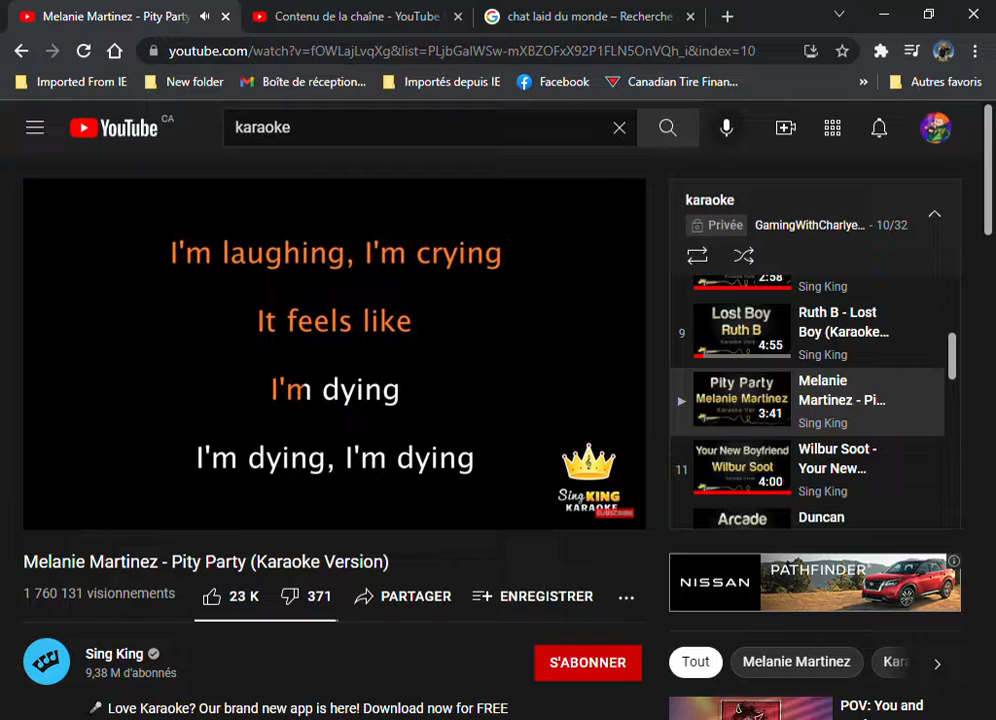 Melanie Martinez - Pity Party
Contenu de la chaîne - YouTube
chat laid du monde – Recherche
youtube.com/watch?v=fOWLajLvqXg&list=PLjbGalWSw-mXBZOFxX92P1FLN5OnVQh_i&index=10
Imported From IE
New folder
Boîte de réception...
Importés depuis IE
Facebook
Canadian Tire Finan...
»
Autres favoris
YouTube CA
karaoke
I'm laughing, I'm crying
It feels like
I'm dying
I'm dying, I'm dying
Sing KING
KARAOKE
SUBSCRIBE
karaoke
Privée
GamingWithCharlye... - 10/32
2:58
Sing King
9
Lost Boy
Ruth B
Karaoke Version
4:55
Ruth B - Lost
Boy (Karaoke...
Sing King
Pity Party
Melanie Martinez
3:41
Melanie
Martinez - Pi...
Sing King
11
Your New Boyfriend
Wilbur Soot
4:00
Wilbur Soot -
Your New...
Sing King
Arcade
Duncan
Melanie Martinez - Pity Party (Karaoke Version)
1 760 131 visionnements
23 K
371
PARTAGER
ENREGISTRER
NISSAN
PATHFINDER
Sing King
9,38 M d'abonnés
S'ABONNER
Tout
Melanie Martinez
Kara
🎤 Love Karaoke? Our brand new app is here! Download now for FREE
POV: You and